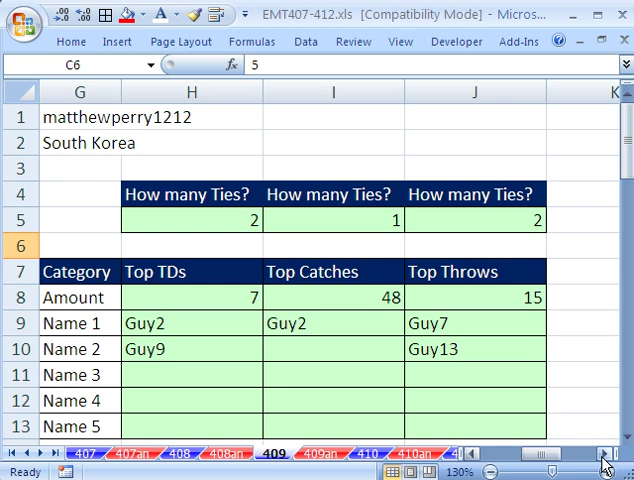 EMT407-412.xls [Compatibility Mode] - Micros...
Home Insert Page Layout Formulas Data Review View Developer Add-Ins
C6 fx 5
G H I J K
1 matthewperry1212
2 South Korea
3
4 How many Ties? How many Ties? How many Ties?
5 2 1 2
6
7 Category Top TDs Top Catches Top Throws
8 Amount 7 48 15
9 Name 1 Guy2 Guy2 Guy7
10 Name 2 Guy9 Guy13
11 Name 3
12 Name 4
13 Name 5
407 407an 408 408an 409 409an 410 410an
Ready 130%